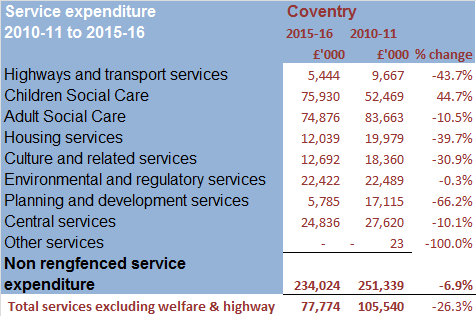 Service expenditure Coventry
2010-11 to 2015-16 2015-16 2010-11
£'000 £'000 % change
Highways and transport services 5,444 9,667 -43.7%
Children Social Care 75,930 52,469 44.7%
Adult Social Care 74,876 83,663 -10.5%
Housing services 12,039 19,979 -39.7%
Culture and related services 12,692 18,360 -30.9%
Environmental and regulatory services 22,422 22,489 -0.3%
Planning and development services 5,785 17,115 -66.2%
Central services 24,836 27,620 -10.1%
Other services - - 23 -100.0%
Non rengfenced service
expenditure 234,024 251,339 -6.9%
Total services excluding welfare & highway 77,774 105,540 -26.3%